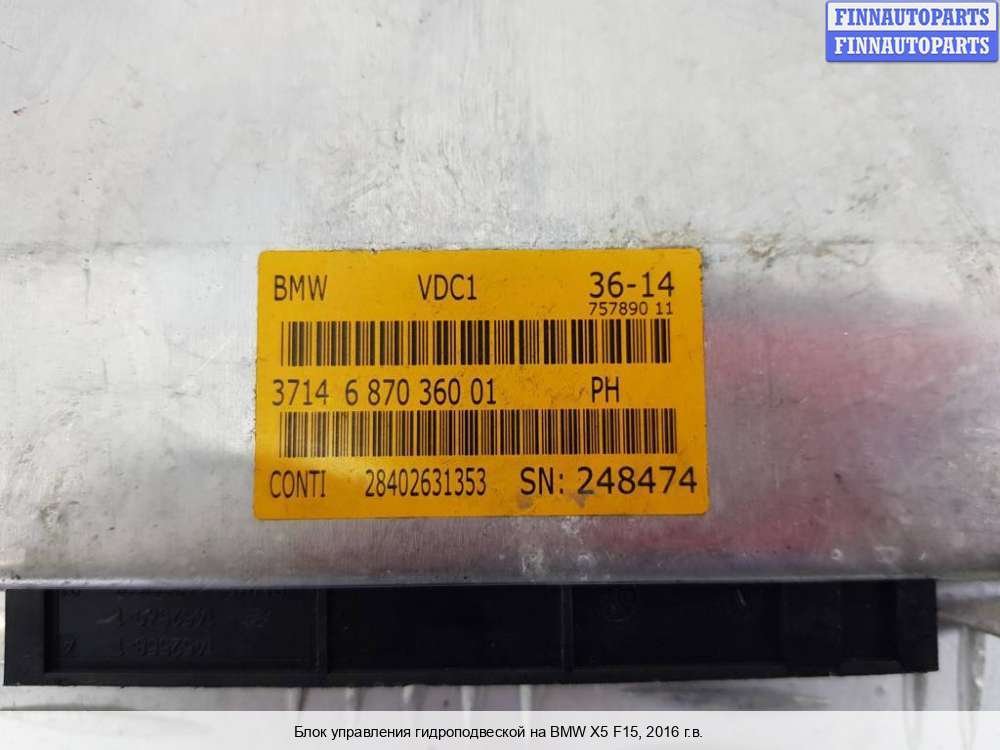 FINNAUTOPARTS
FINNAUTOPARTS
BMW VDC1 36-14
757890 11
3714 6 870 360 01 PH
CONTI 28402631353 SN: 248474
Блок управления гидроподвеской на BMW X5 F15, 2016 г.в.